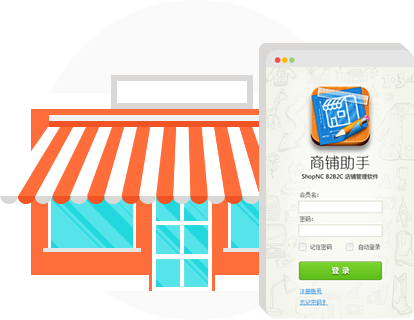 商铺助手
ShopNC B2B2C 店铺管理软件
会员名:
密码:
记住密码 自动登录
登 录
注册账号
忘记密码?